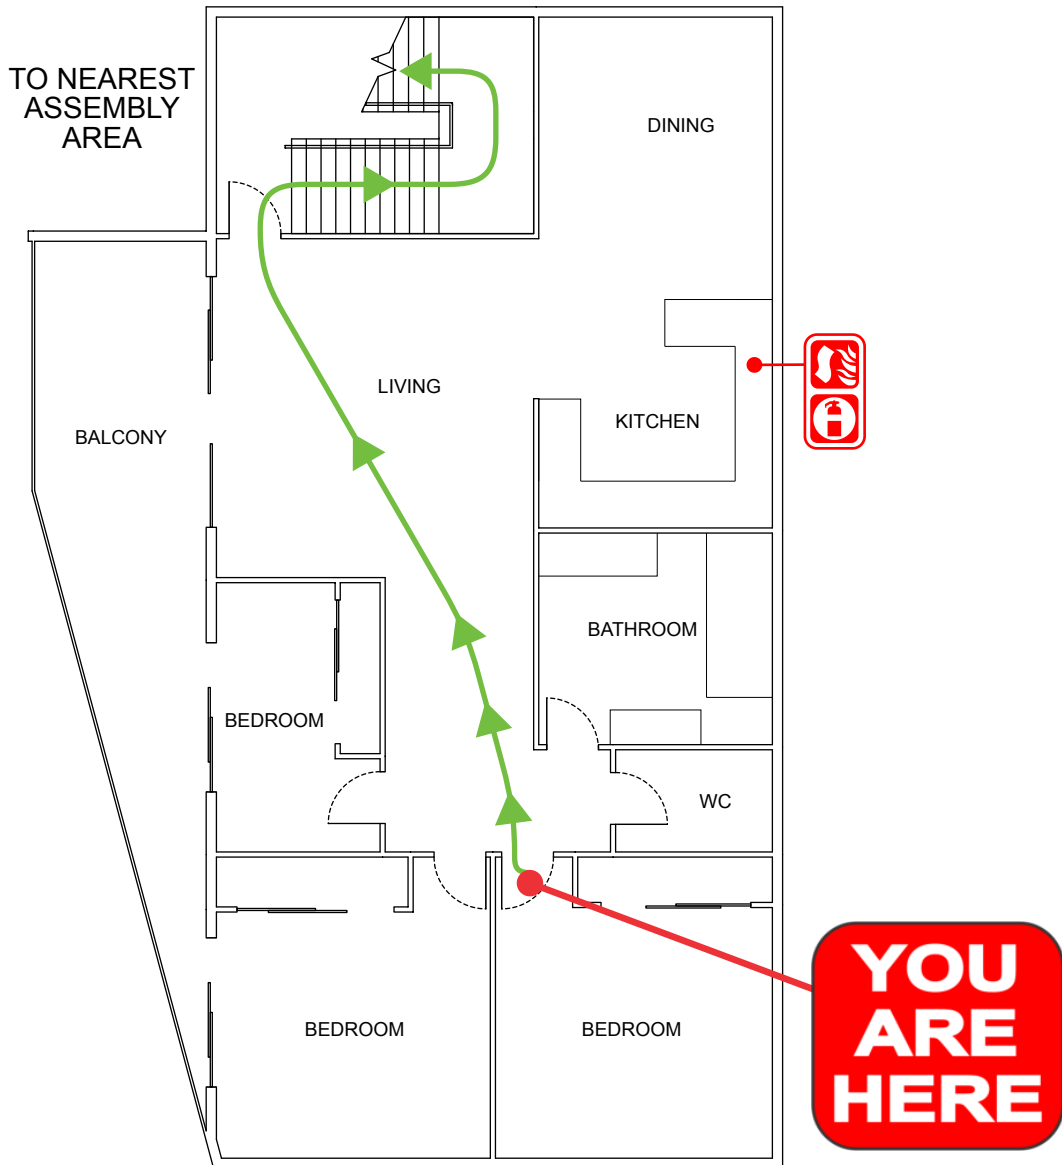 TO NEAREST
ASSEMBLY
AREA
DINING
LIVING
KITCHEN
BALCONY
BATHROOM
BEDROOM
WC
BEDROOM
BEDROOM
YOU
ARE
HERE